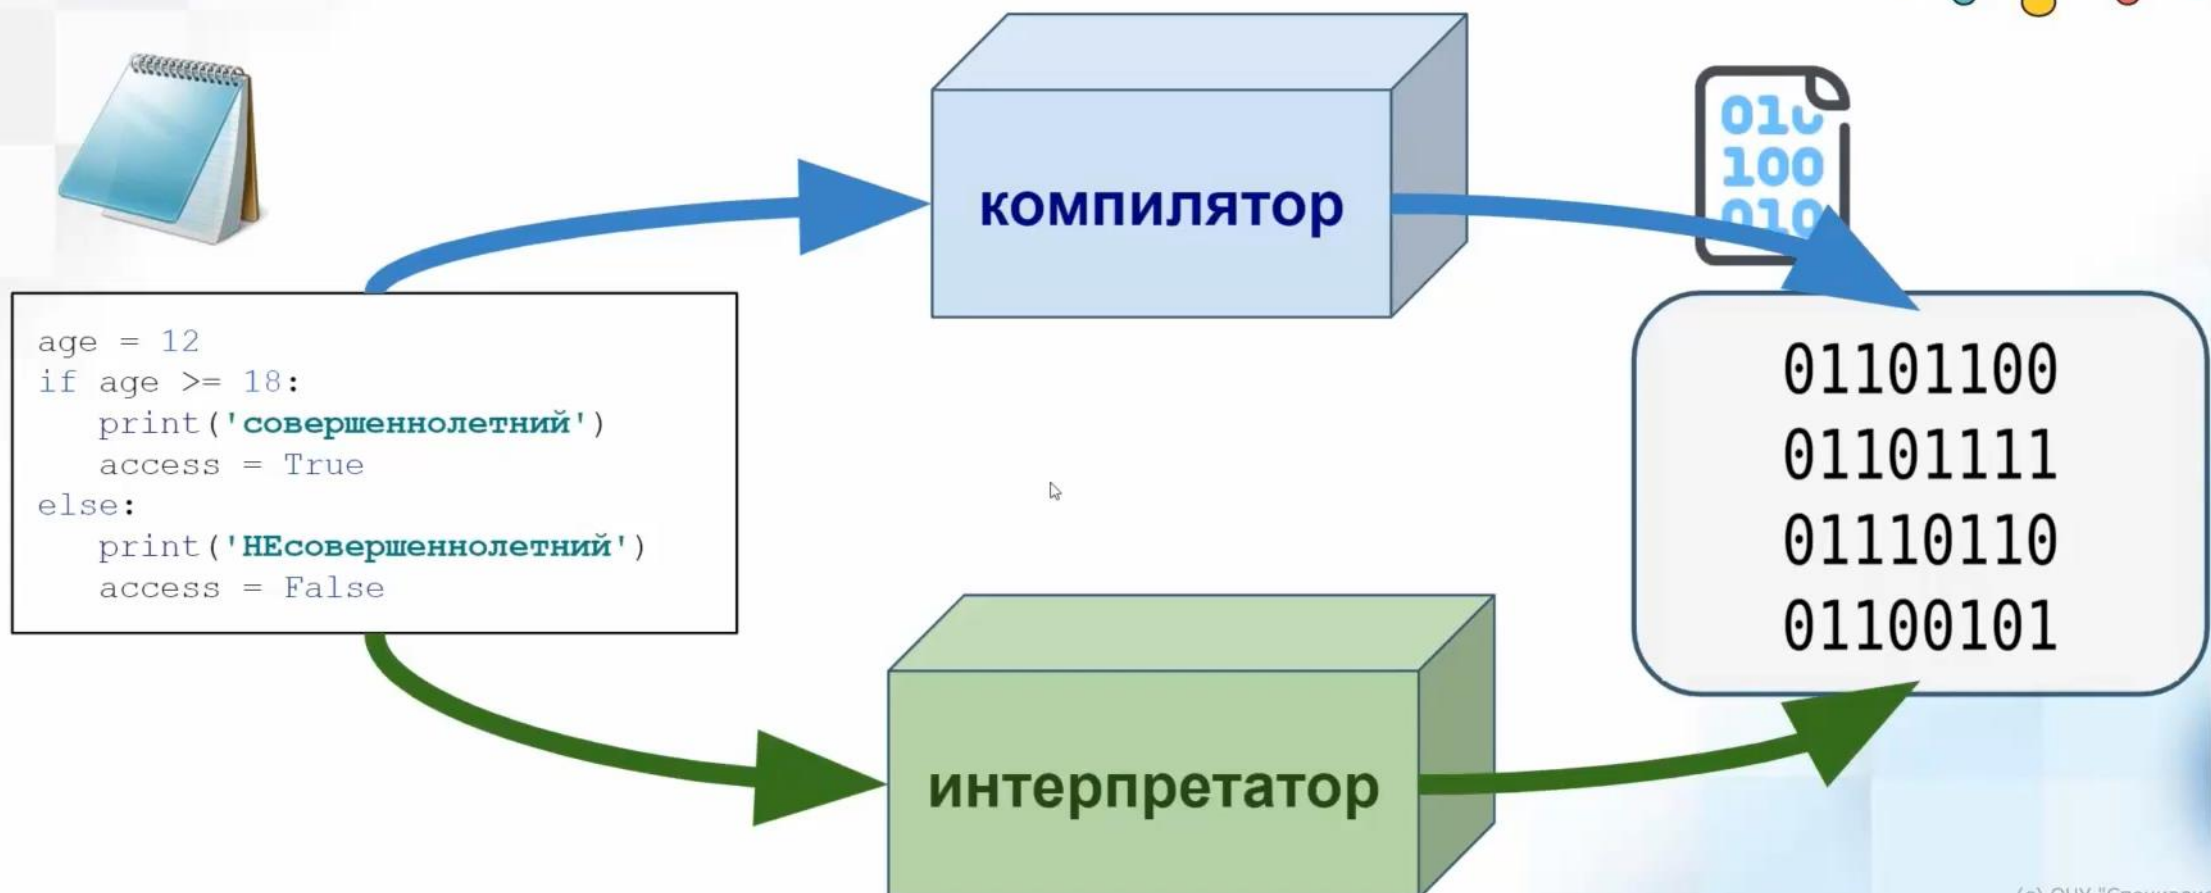 age = 12
if age >= 18:
   print('совершеннолетний')
   access = True
else:
   print('НЕсовершеннолетний')
   access = False
компилятор
интерпретатор
100
01101100
01101111
01110110
01100101